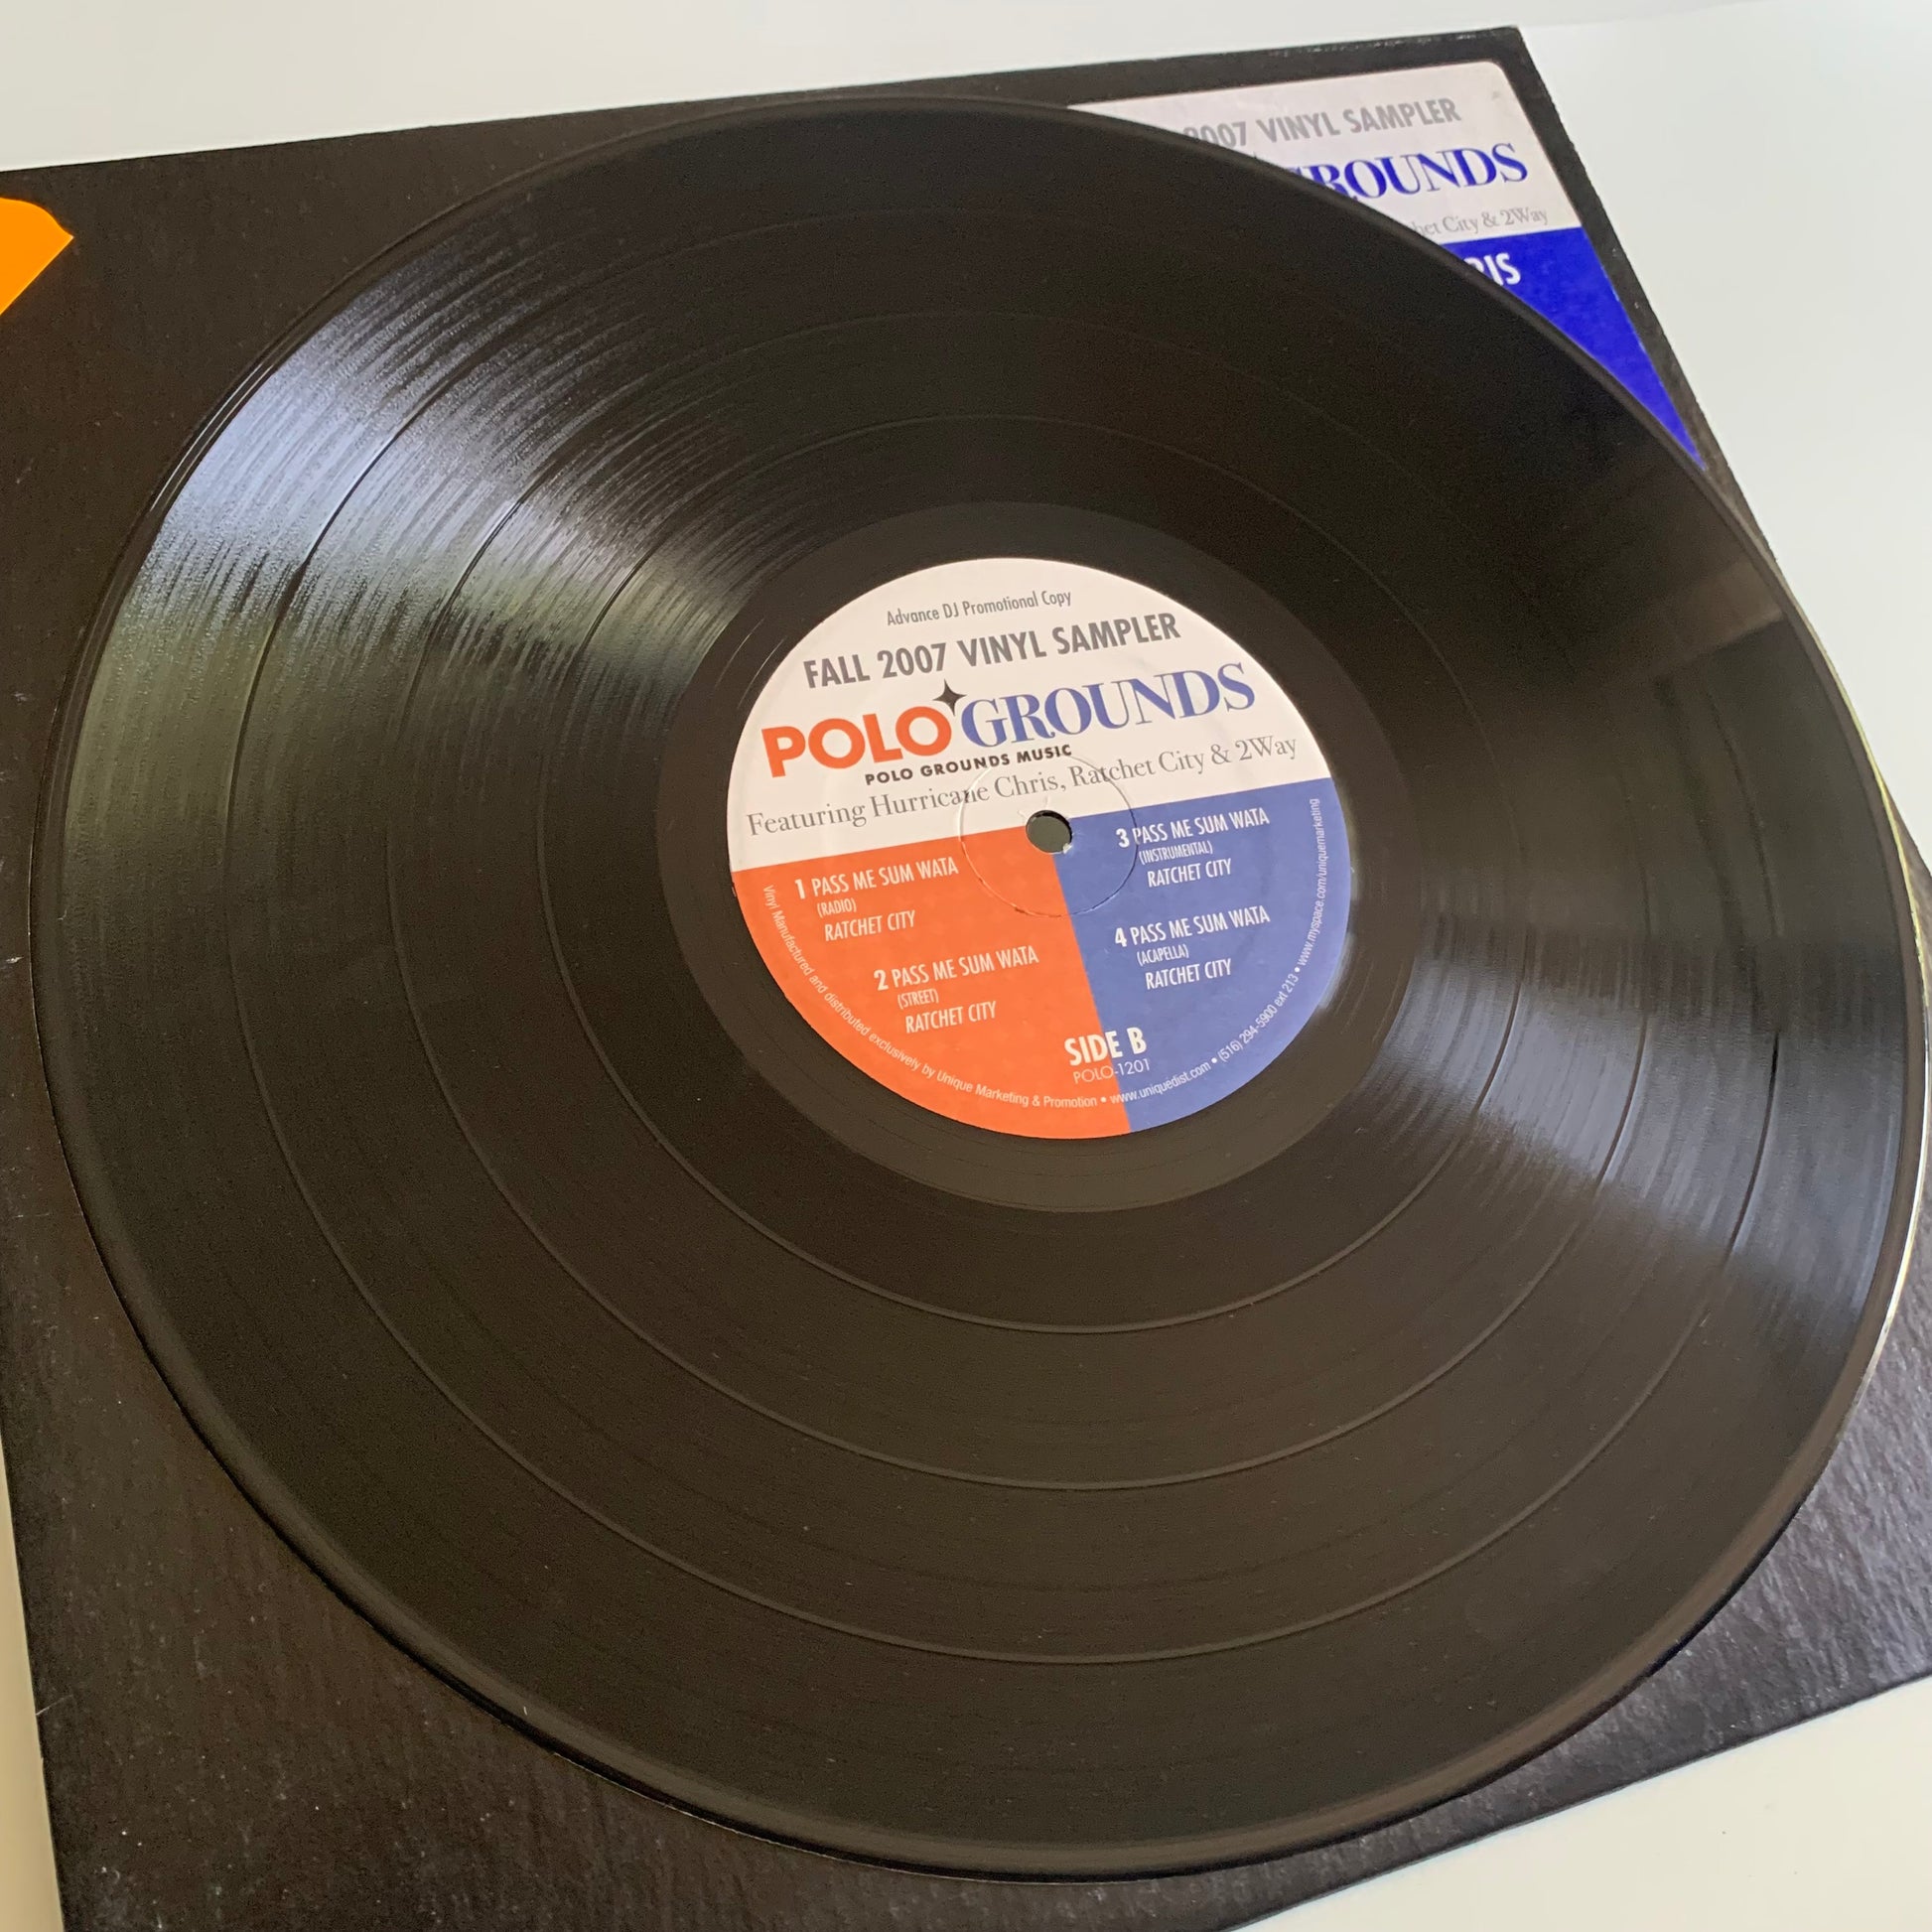 2007 VINYL SAMPLER
GROUNDS
City & 2Way
Advance DJ Promotional Copy
FALL 2007 VINYL SAMPLER
POLO GROUNDS
POLO GROUNDS MUSIC
Featuring Hurricane Chris, Ratchet City & 2Way
1 PASS ME SUM WATA
(RADIO)
RATCHET CITY
2 PASS ME SUM WATA
(STREET)
RATCHET CITY
3 PASS ME SUM WATA
(INSTRUMENTAL)
RATCHET CITY
4 PASS ME SUM WATA
(ACAPELLA)
RATCHET CITY
SIDE B
POLO-1201
Vinyl Manufactured and distributed exclusively by Unique Marketing & Promotion • www.uniquedist.com • (516) 294-5900 ext 213 • www.myspace.com/uniquemarketing